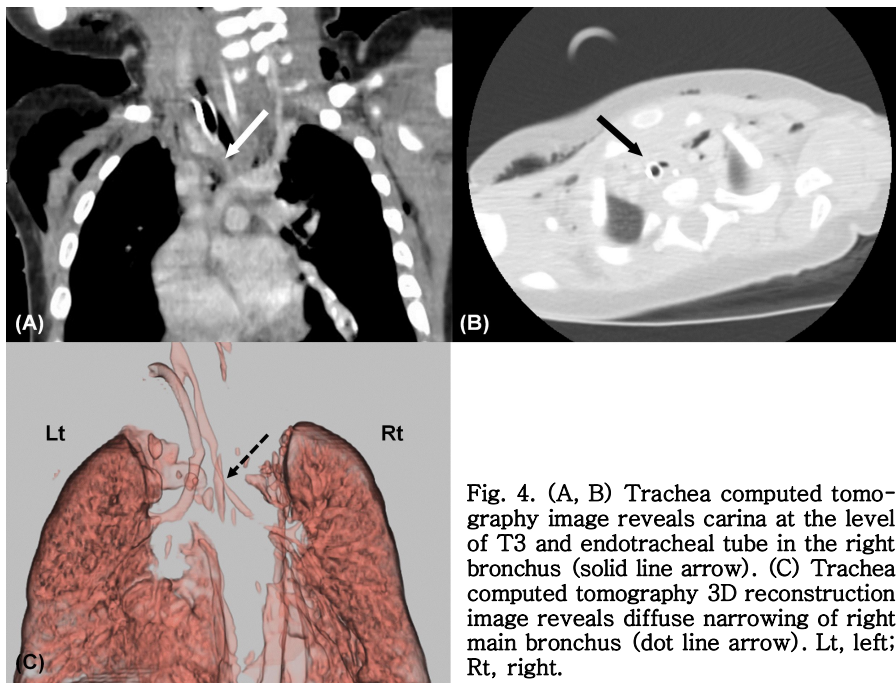 (A)
(B)
Lt
Rt
(C)
Fig. 4. (A, B) Trachea computed tomo-
graphy image reveals carina at the level
of T3 and endotracheal tube in the right
bronchus (solid line arrow). (C) Trachea
computed tomography 3D reconstruction
image reveals diffuse narrowing of right
main bronchus (dot line arrow). Lt, left;
Rt, right.